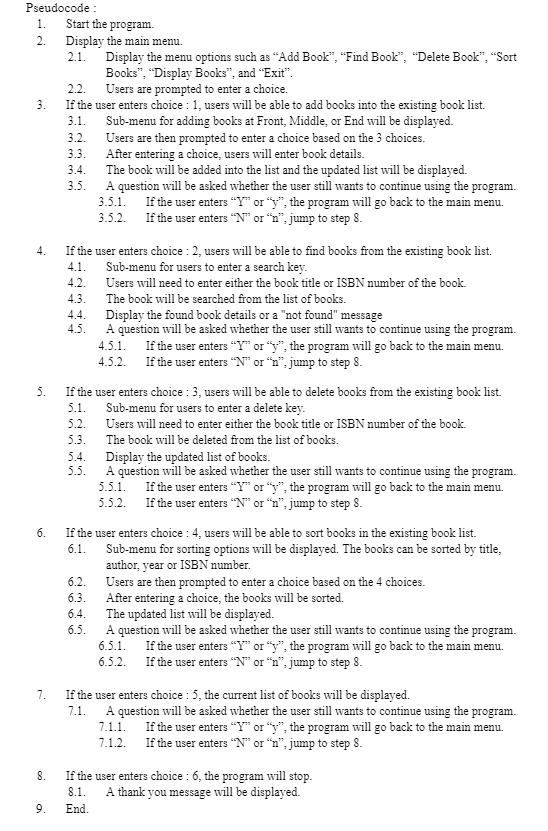 Pseudocode :
1. Start the program.
2. Display the main menu.
2.1. Display the menu options such as “Add Book”, “Find Book”, “Delete Book”, “Sort
Books”, “Display Books”, and “Exit”.
2.2. Users are prompted to enter a choice.
3. If the user enters choice : 1, users will be able to add books into the existing book list.
3.1. Sub-menu for adding books at Front, Middle, or End will be displayed.
3.2. Users are then prompted to enter a choice based on the 3 choices.
3.3. After entering a choice, users will enter book details.
3.4. The book will be added into the list and the updated list will be displayed.
3.5. A question will be asked whether the user still wants to continue using the program.
3.5.1. If the user enters “Y” or “y”, the program will go back to the main menu.
3.5.2. If the user enters “N” or “n”, jump to step 8.
4. If the user enters choice : 2, users will be able to find books from the existing book list.
4.1. Sub-menu for users to enter a search key.
4.2. Users will need to enter either the book title or ISBN number of the book.
4.3. The book will be searched from the list of books.
4.4. Display the found book details or a "not found" message
4.5. A question will be asked whether the user still wants to continue using the program.
4.5.1. If the user enters “Y” or “y”, the program will go back to the main menu.
4.5.2. If the user enters “N” or “n”, jump to step 8.
5. If the user enters choice : 3, users will be able to delete books from the existing book list.
5.1. Sub-menu for users to enter a delete key.
5.2. Users will need to enter either the book title or ISBN number of the book.
5.3. The book will be deleted from the list of books.
5.4. Display the updated list of books.
5.5. A question will be asked whether the user still wants to continue using the program.
5.5.1. If the user enters “Y” or “y”, the program will go back to the main menu.
5.5.2. If the user enters “N” or “n”, jump to step 8.
6. If the user enters choice : 4, users will be able to sort books in the existing book list.
6.1. Sub-menu for sorting options will be displayed. The books can be sorted by title,
author, year or ISBN number.
6.2. Users are then prompted to enter a choice based on the 4 choices.
6.3. After entering a choice, the books will be sorted.
6.4. The updated list will be displayed.
6.5. A question will be asked whether the user still wants to continue using the program.
6.5.1. If the user enters “Y” or “y”, the program will go back to the main menu.
6.5.2. If the user enters “N” or “n”, jump to step 8.
7. If the user enters choice : 5, the current list of books will be displayed.
7.1. A question will be asked whether the user still wants to continue using the program.
7.1.1. If the user enters “Y” or “y”, the program will go back to the main menu.
7.1.2. If the user enters “N” or “n”, jump to step 8.
8. If the user enters choice : 6, the program will stop.
8.1. A thank you message will be displayed.
9. End.